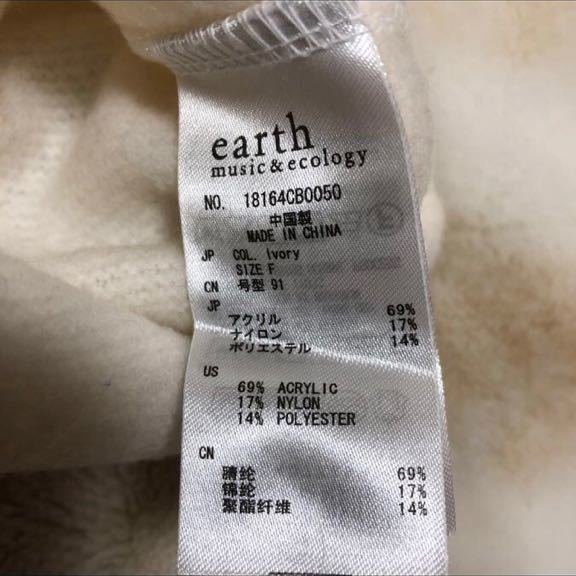 earth
music&ecology
NO. 18164CB0050
中国製
MADE IN CHINA
JP COL. Ivory
SIZE F
CN 号型 91
JP
アクリル 69%
ナイロン 17%
ポリエステル 14%
US
69% ACRYLIC
17% NYLON
14% POLYESTER
CN
腈纶 69%
锦纶 17%
聚酯纤维 14%